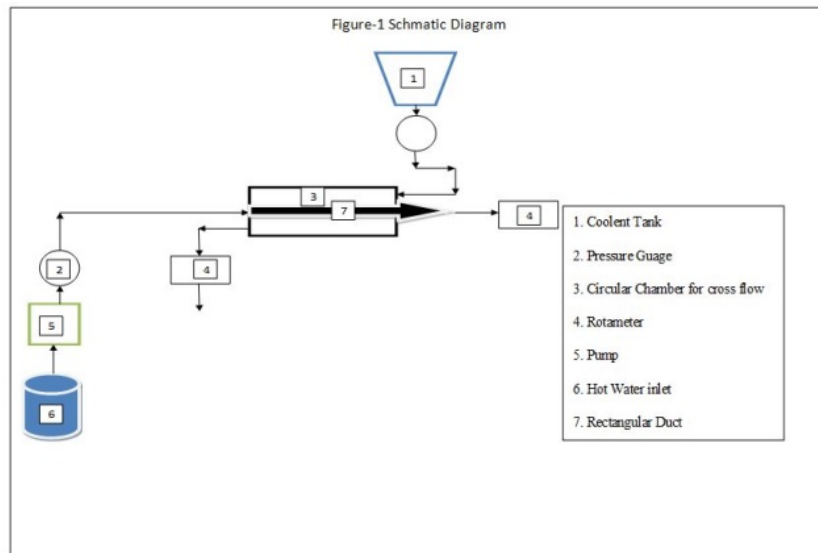 Figure-1 Schmatic Diagram
1
3
7
4
2
4
5
6
1. Coolent Tank
2. Pressure Guage
3. Circular Chamber for cross flow
4. Rotameter
5. Pump
6. Hot Water inlet
7. Rectangular Duct